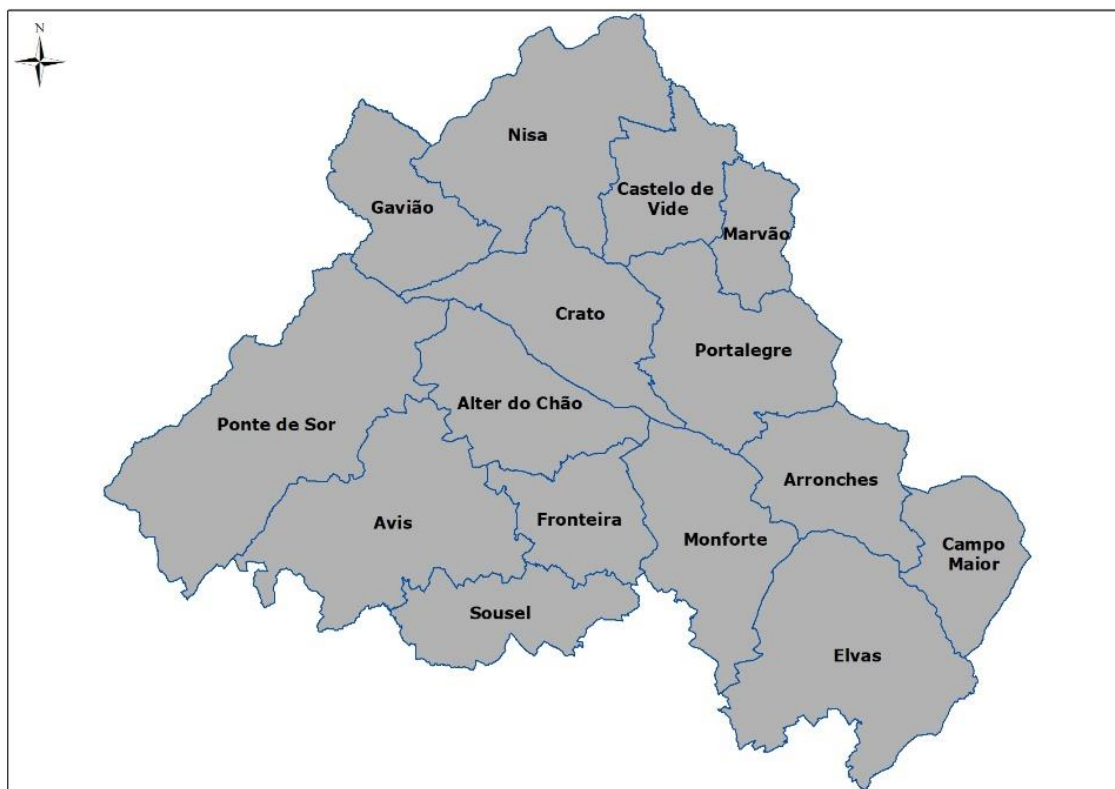 N
Nisa
Castelo de
Vide
Gavião
Marvão
Crato
Portalegre
Alter do Chão
Ponte de Sor
Arronches
Avis
Fronteira
Monforte
Campo
Maior
Sousel
Elvas